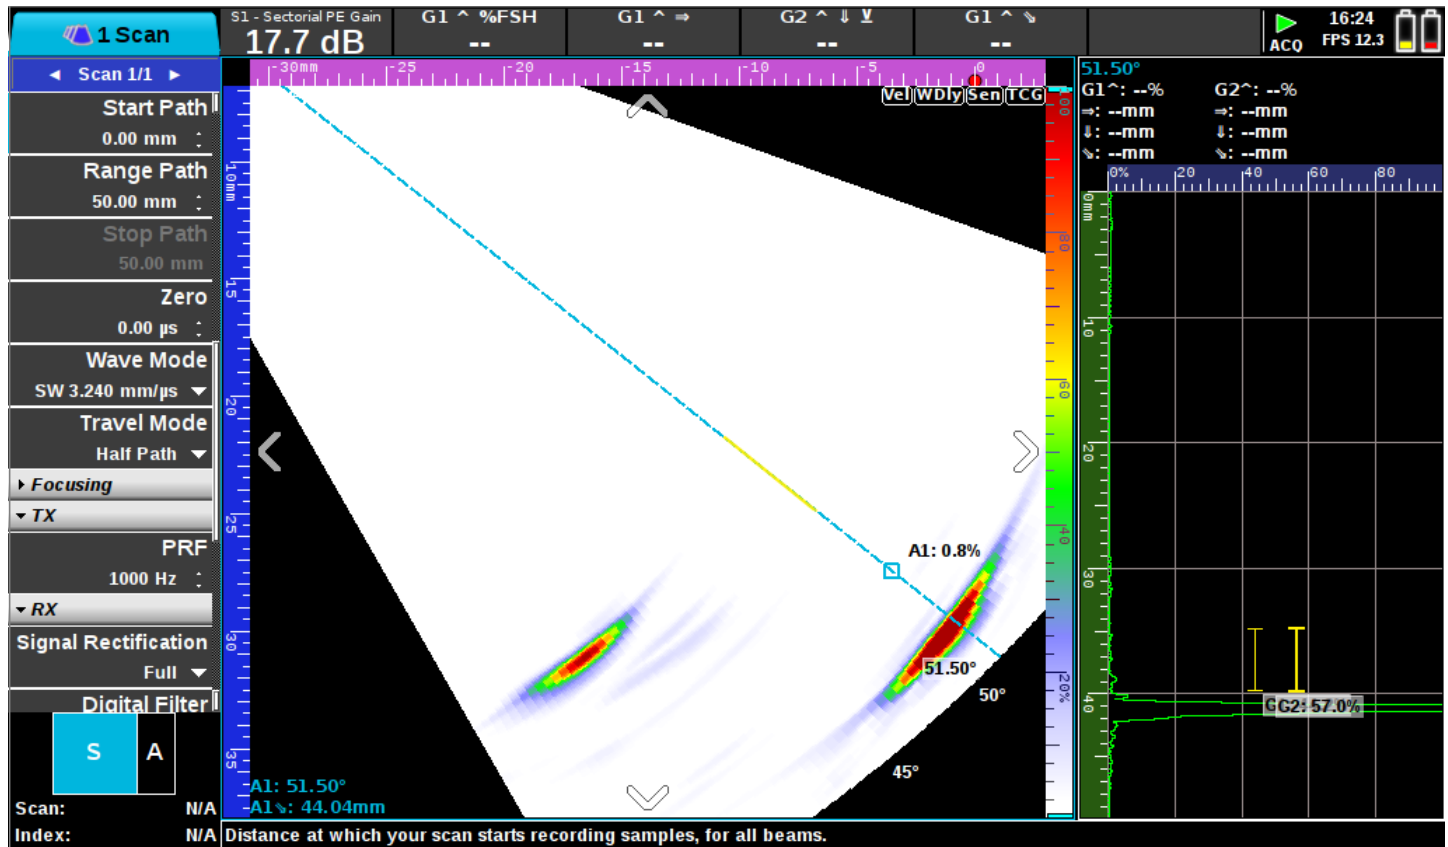 1 Scan
S1 - Sectorial PE Gain
17.7 dB
G1 ^ %FSH
--
G1 ^ ⇒
--
G2 ^ ⇓ ⊻
--
G1 ^ ⇘
--
ACQ
16:24
FPS 12.3
◄ Scan 1/1 ►
Start Path
0.00 mm
Range Path
50.00 mm
Stop Path
50.00 mm
Zero
0.00 µs
Wave Mode
SW 3.240 mm/µs
Travel Mode
Half Path
Focusing
TX
PRF
1000 Hz
RX
Signal Rectification
Full
Digital Filter
S A
Scan: N/A
Index: N/A
-30mm -25 -20 -15 -10 -5 0
Vel WDly Sen TCG
10mm
15
20
25
30
35
100
80
60
40
20%
A1: 0.8%
51.50°
50°
45°
A1: 51.50°
A1⇘: 44.04mm
51.50°
G1^: --% G2^: --%
⇒: --mm ⇒: --mm
⇓: --mm ⇓: --mm
⇘: --mm ⇘: --mm
0% 20 40 60 80
0mm
10
20
30
40
G2: 57.0%
Distance at which your scan starts recording samples, for all beams.